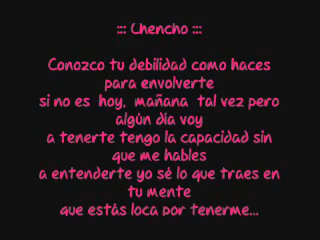 ::: Chencho :::
Conozco tu debilidad como haces
para envolverte
si no es hoy, mañana tal vez pero
algún día voy
a tenerte tengo la capacidad sin
que me hables
a entenderte yo sé lo que traes en
tu mente
que estás loca por tenerme...